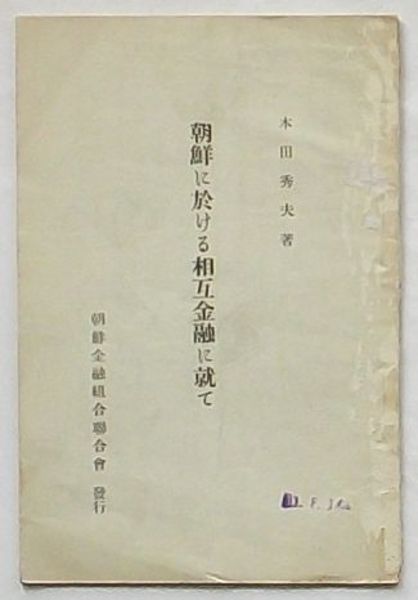 本田秀夫著
朝鮮に於ける相互金融に就て
朝鮮金融組合聯合會 發行